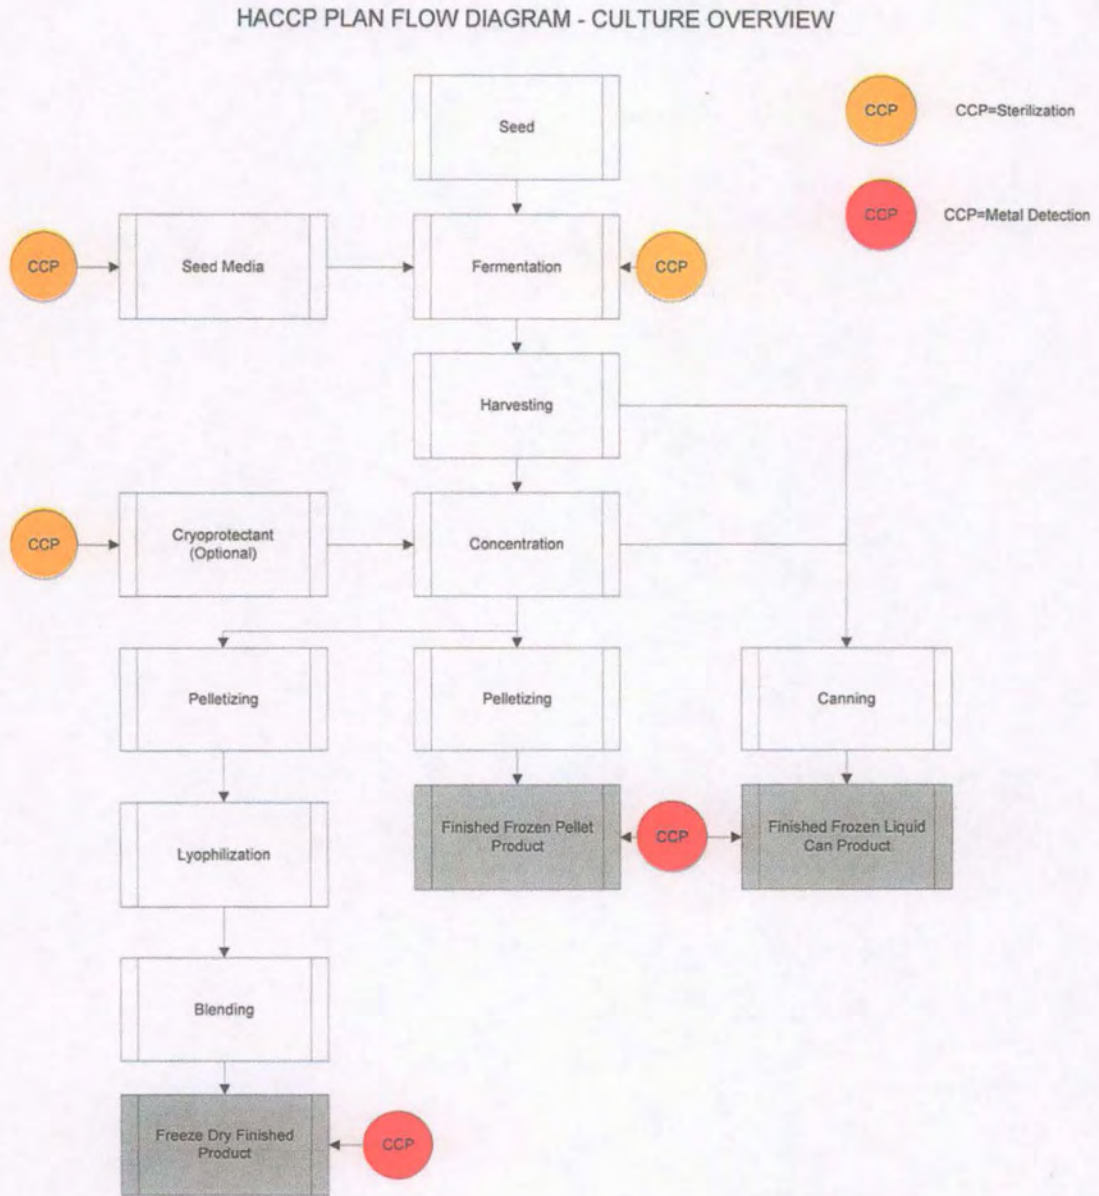 HACCP PLAN FLOW DIAGRAM - CULTURE OVERVIEW
Seed
CCP
CCP=Sterilization
CCP
CCP=Metal Detection
CCP
Seed Media
Fermentation
CCP
Harvesting
CCP
Cryoprotectant
(Optional)
Concentration
Pelletizing
Pelletizing
Canning
Lyophilization
Finished Frozen Pellet
Product
CCP
Finished Frozen Liquid
Can Product
Blending
Freeze Dry Finished
Product
CCP